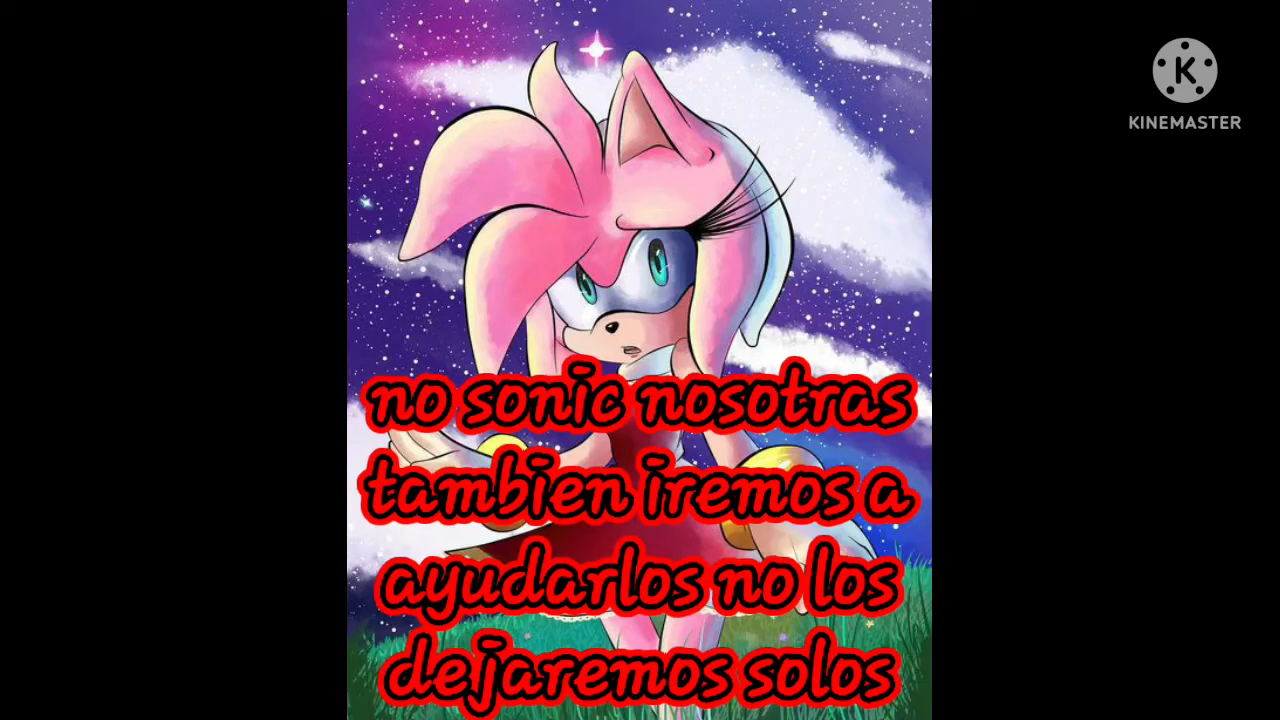 KINEMASTER
no sonic nosotras
tambien iremos a
ayudarlos no los
dejaremos solos